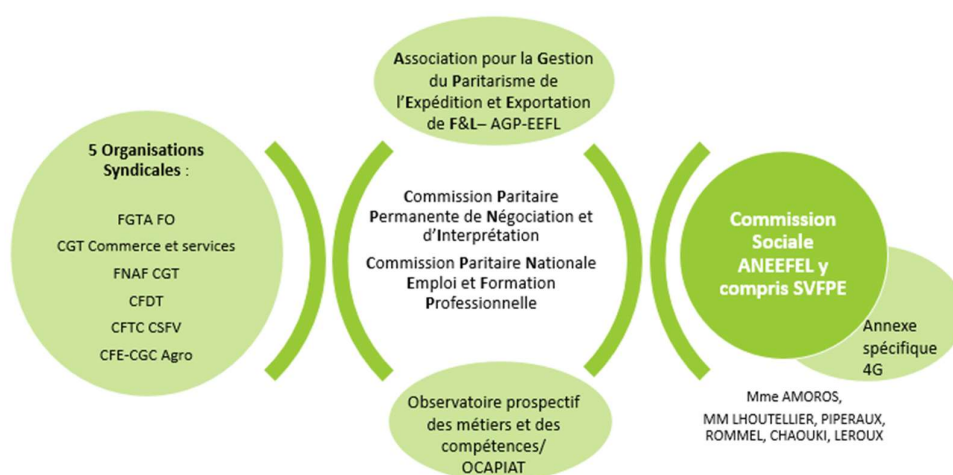 5 Organisations
Syndicales :
FGTA FO
CGT Commerce et services
FNAF CGT
CFDT
CFTC CSFV
CFE-CGC Agro
Association pour la Gestion
du Paritarisme de
l'Expédition et Exportation
de F&L– AGP-EEFL
Commission Paritaire
Permanente de Négociation et
d'Interprétation
Commission Paritaire Nationale
Emploi et Formation
Professionnelle
Observatoire prospectif
des métiers et des
compétences/
OCAPIAT
Commission
Sociale
ANEEFEL y
compris SVFPE
Annexe
spécifique
4G
Mme AMOROS,
MM LHOUTELLIER, PIPERAUX,
ROMMEL, CHAOUKI, LEROUX